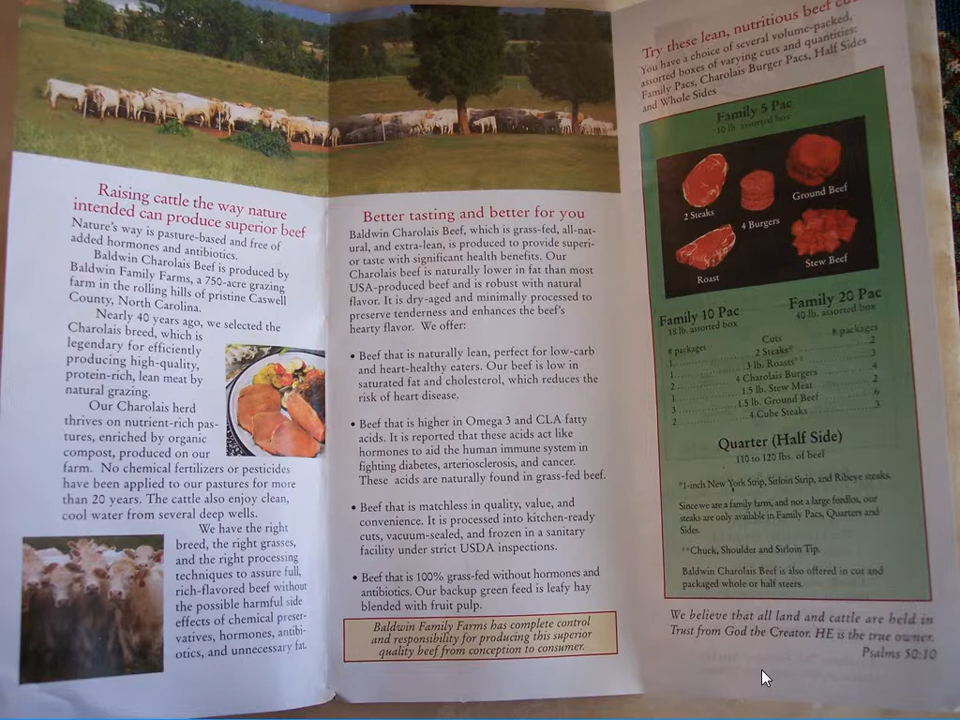 Raising cattle the way nature
intended can produce superior beef
Nature's way is pasture-based and free of
added hormones and antibiotics.
Baldwin Charolais Beef is produced by
Baldwin Family Farms, a 750-acre grazing
farm in the rolling hills of pristine Caswell
County, North Carolina.
Nearly 40 years ago, we selected the
Charolais breed, which is
legendary for efficiently
producing high-quality,
protein-rich, lean meat by
natural grazing.
Our Charolais herd
thrives on nutrient-rich pas-
tures, enriched by organic
compost, produced on our
farm. No chemical fertilizers or pesticides
have been applied to our pastures for more
than 20 years. The cattle also enjoy clean,
cool water from several deep wells.
We have the right
breed, the right grasses,
and the right processing
techniques to assure full,
rich-flavored beef without
the possible harmful side
effects of chemical preser-
vatives, hormones, antibi-
otics, and unnecessary fat.
Better tasting and better for you
Baldwin Charolais Beef, which is grass-fed, all-nat-
ural, and extra-lean, is produced to provide superi-
or taste with significant health benefits. Our
Charolais beef is naturally lower in fat than most
USA-produced beef and is robust with natural
flavor. It is dry-aged and minimally processed to
preserve tenderness and enhances the beef's
hearty flavor. We offer:
• Beef that is naturally lean, perfect for low-carb
and heart-healthy eaters. Our beef is low in
saturated fat and cholesterol, which reduces the
risk of heart disease.
• Beef that is higher in Omega 3 and CLA fatty
acids. It is reported that these acids act like
hormones to aid the human immune system in
fighting diabetes, arteriosclerosis, and cancer.
These acids are naturally found in grass-fed beef.
• Beef that is matchless in quality, value, and
convenience. It is processed into kitchen-ready
cuts, vacuum-sealed, and frozen in a sanitary
facility under strict USDA inspections.
• Beef that is 100% grass-fed without hormones and
antibiotics. Our backup green feed is leafy hay
blended with fruit pulp.
Baldwin Family Farms has complete control
and responsibility for producing this superior
quality beef from conception to consumer.
Try these lean, nutritious beef
You have a choice of several volume-packed,
assorted boxes of varying cuts and quantities:
Family Pacs, Charolais Burger Pacs, Half Sides
and Whole Sides
Family 5 Pac
10 lb. assorted box
2 Steaks
4 Burgers
Ground Beef
Roast
Stew Beef
Family 10 Pac Family 20 Pac
18 lb. assorted box 40 lb. assorted box
8 packages Cuts 8 packages
1 2 Steaks* 2
1 3 lb. Roasts** 3
2 4 Charolais Burgers 4
1 1.5 lb. Stew Meat 2
3 1.5 lb. Ground Beef 6
2 4 Cube Steaks 3
Quarter (Half Side)
110 to 120 lbs. of beef
*1-inch New York Strip, Sirloin Strip, and Ribeye steaks.
Since we are a family farm, and not a large feedlot, our
steaks are only available in Family Pacs, Quarters and
Sides.
**Chuck, Shoulder and Sirloin Tip.
Baldwin Charolais Beef is also offered in cut and
packaged whole or half steers.
We believe that all land and cattle are held in
Trust from God the Creator. HE is the true owner.
Psalms 50:10